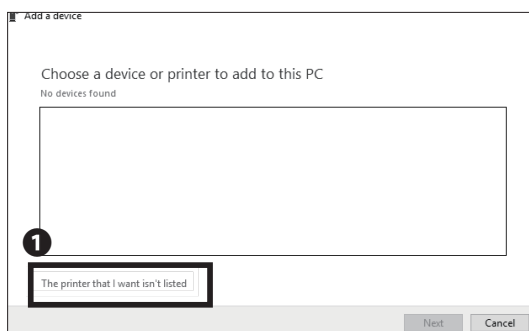 Add a device
Choose a device or printer to add to this PC
No devices found
1
The printer that I want isn't listed
Next Cancel